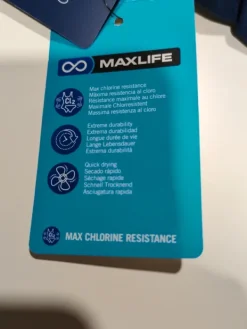 MAXLIFE
Cl2
Max chlorine resistance
Máxima resistencia al cloro
Résistance maximale au chlore
Maximale Chlorresistent
Massima resistenza al cloro
Extreme durability
Extrema durabilidad
Longue durée de vie
Lange Lebensdauer
Extrema durabilità
Quick drying
Secado rápido
Séchage rapide
Schnell Trocknend
Asciugatura rapida
MAX CHLORINE RESISTANCE